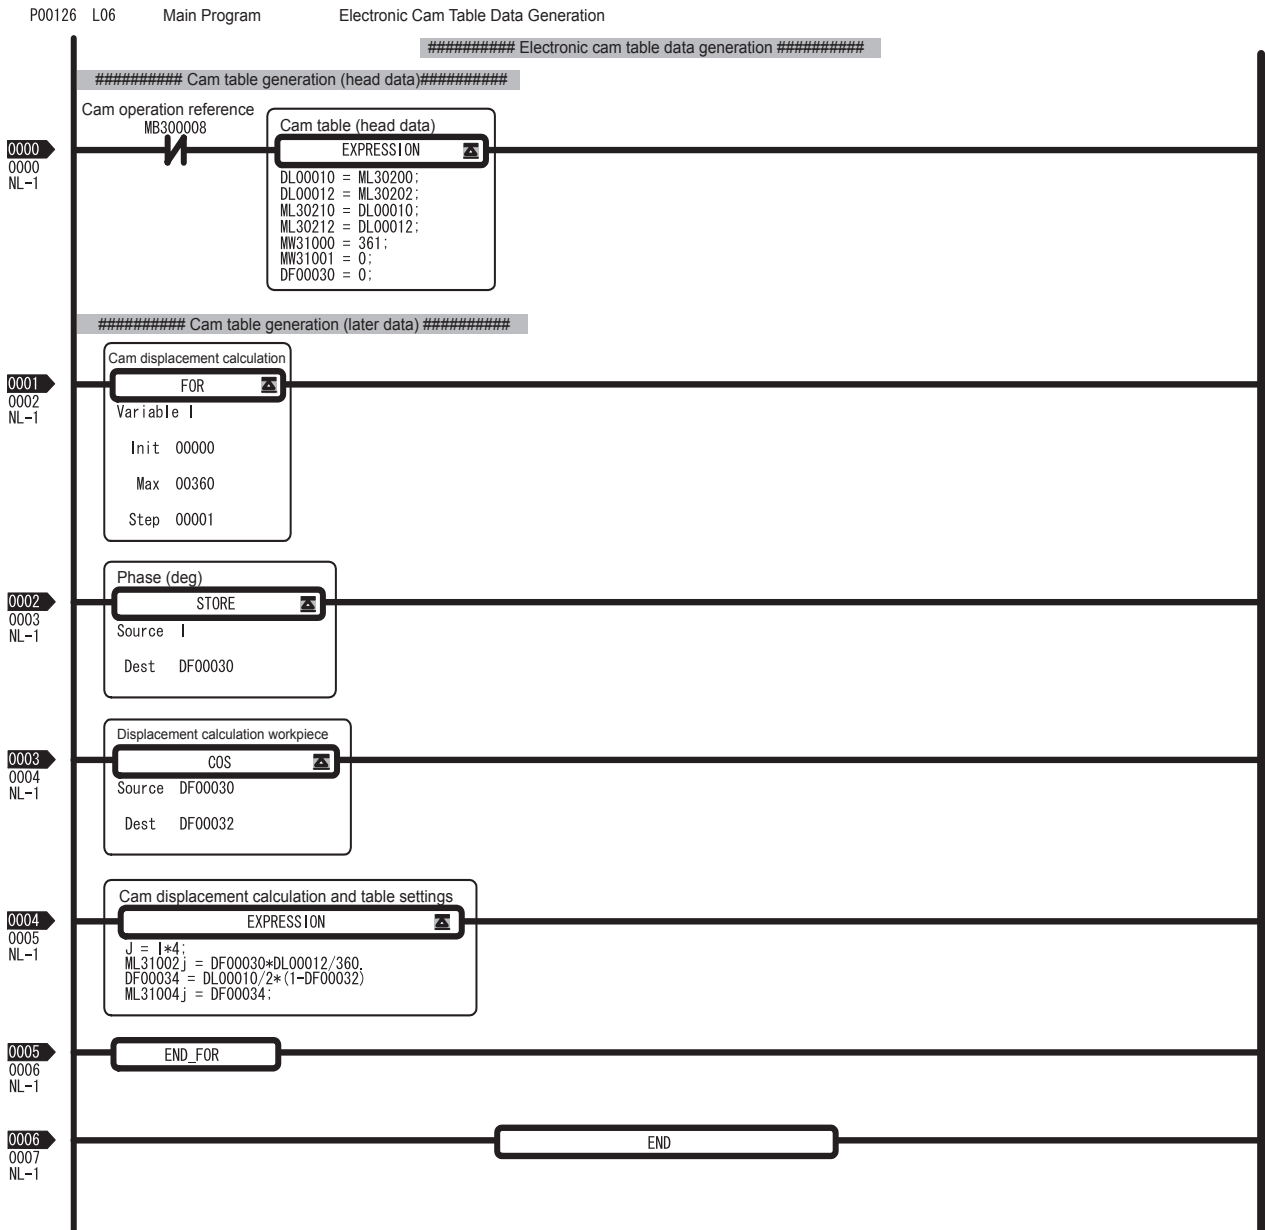 P00126 L06 Main Program Electronic Cam Table Data Generation
########## Electronic cam table data generation ##########
########## Cam table generation (head data)##########
Cam operation reference
MB300008
Cam table (head data)
0000
EXPRESSION
0000
NL-1
DL00010 = ML30200;
DL00012 = ML30202;
ML30210 = DL00010;
ML30212 = DL00012;
MW31000 = 361;
MW31001 = 0;
DF00030 = 0;
########## Cam table generation (later data) ##########
Cam displacement calculation
0001
FOR
0002
NL-1
Variable I
Init 00000
Max 00360
Step 00001
Phase (deg)
0002
STORE
0003
NL-1
Source I
Dest DF00030
Displacement calculation workpiece
0003
COS
0004
NL-1
Source DF00030
Dest DF00032
Cam displacement calculation and table settings
0004
EXPRESSION
0005
NL-1
J = I*4;
ML31002j = DF00030*DL00012/360.
DF00034 = DL00010/2*(1-DF00032)
ML31004j = DF00034;
0005
END_FOR
0006
NL-1
0006
END
0007
NL-1